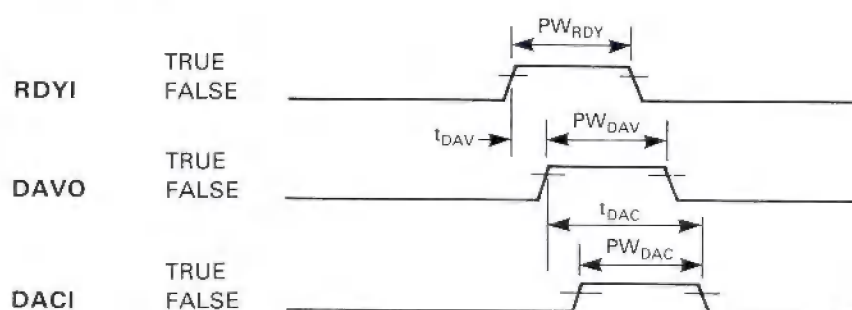 PW_RDY
TRUE
RDYI FALSE
t_DAV PW_DAV
TRUE
DAVO FALSE
t_DAC
PW_DAC
TRUE
DACI FALSE